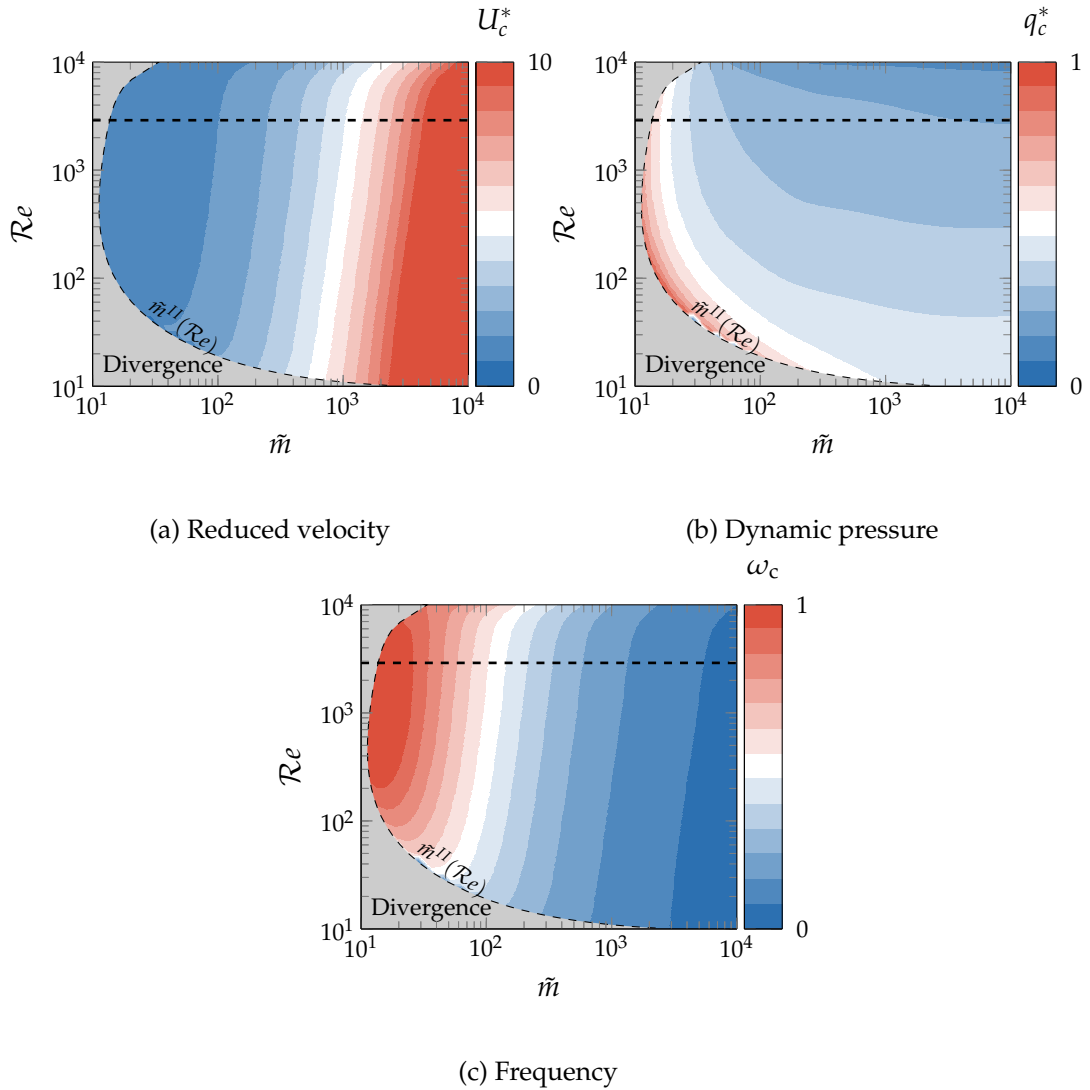 U*c
q*c
10⁴
10³
10²
10¹
Re
m̃ᴵᴵ(Re)
Divergence
10¹
10²
10³
10⁴
m̃
10
0
10⁴
10³
10²
10¹
Re
m̃ᴵᴵ(Re)
Divergence
10¹
10²
10³
10⁴
m̃
1
0
(a) Reduced velocity
(b) Dynamic pressure
ωc
10⁴
10³
10²
10¹
Re
m̃ᴵᴵ(Re)
Divergence
10¹
10²
10³
10⁴
m̃
1
0
(c) Frequency